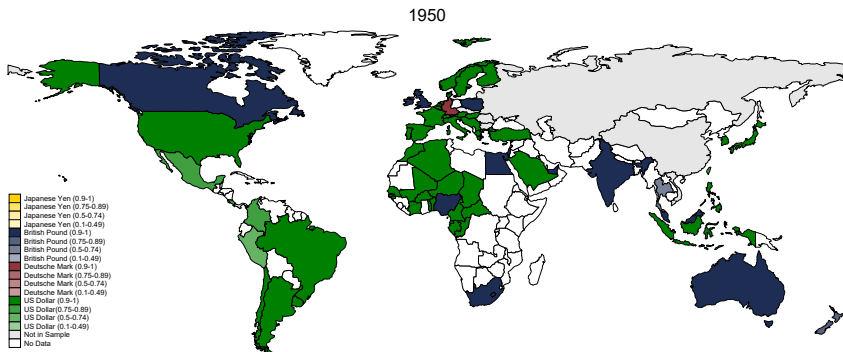 1950
Japanese Yen (0.9-1)
Japanese Yen (0.75-0.89)
Japanese Yen (0.5-0.74)
Japanese Yen (0.1-0.49)
British Pound (0.9-1)
British Pound (0.75-0.89)
British Pound (0.5-0.74)
British Pound (0.1-0.49)
Deutsche Mark (0.9-1)
Deutsche Mark (0.75-0.89)
Deutsche Mark (0.5-0.74)
Deutsche Mark (0.1-0.49)
US Dollar (0.9-1)
US Dollar(0.75-0.89)
US Dollar (0.5-0.74)
US Dollar (0.1-0.49)
Not in Sample
No Data